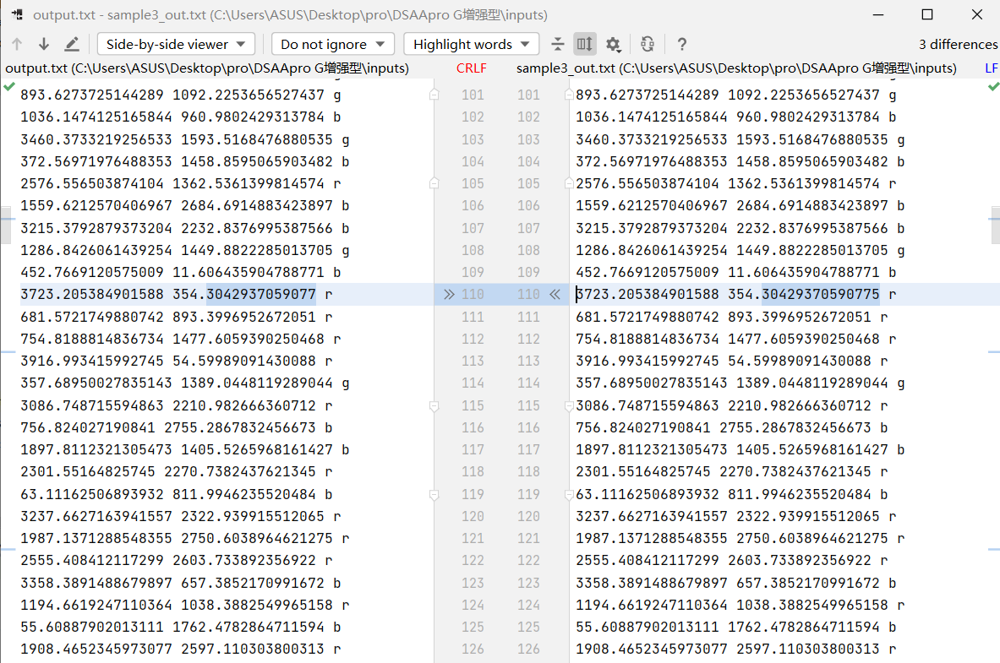 output.txt - sample3_out.txt (C:\Users\ASUS\Desktop\pro\DSAApro G增强型\inputs)
Side-by-side viewer Do not ignore Highlight words ? 3 differences
output.txt (C:\Users\ASUS\Desktop\pro\DSAApro G增强型\inputs) CRLF sample3_out.txt (C:\Users\ASUS\Desktop\pro\DSAApro G增强型\inputs) LF
893.6273725144289 1092.2253656527437 g 101 101 893.6273725144289 1092.2253656527437 g
1036.1474125165844 960.9802429313784 b 102 102 1036.1474125165844 960.9802429313784 b
3460.3733219256533 1593.5168476880535 g 103 103 3460.3733219256533 1593.5168476880535 g
372.56971976488353 1458.8595065903482 b 104 104 372.56971976488353 1458.8595065903482 b
2576.556503874104 1362.5361399814574 r 105 105 2576.556503874104 1362.5361399814574 r
1559.6212570406967 2684.6914883423897 b 106 106 1559.6212570406967 2684.6914883423897 b
3215.3792879373204 2232.8376995387566 b 107 107 3215.3792879373204 2232.8376995387566 b
1286.8426061439254 1449.8822285013705 g 108 108 1286.8426061439254 1449.8822285013705 g
452.7669120575009 11.606435904788771 b 109 109 452.7669120575009 11.606435904788771 b
3723.205384901588 354.3042937059077 r 110 110 3723.205384901588 354.30429370590775 r
681.5721749880742 893.3996952672051 r 111 111 681.5721749880742 893.3996952672051 r
754.8188814836734 1477.6059390250468 r 112 112 754.8188814836734 1477.6059390250468 r
3916.993415992745 54.59989091430088 r 113 113 3916.993415992745 54.59989091430088 r
357.68950027835143 1389.0448119289044 g 114 114 357.68950027835143 1389.0448119289044 g
3086.748715594863 2210.982666360712 r 115 115 3086.748715594863 2210.982666360712 r
756.824027190841 2755.2867832456673 b 116 116 756.824027190841 2755.2867832456673 b
1897.8112321305473 1405.5265968161427 b 117 117 1897.8112321305473 1405.5265968161427 b
2301.55164825745 2270.7382437621345 r 118 118 2301.55164825745 2270.7382437621345 r
63.11162506893932 811.9946235520484 b 119 119 63.11162506893932 811.9946235520484 b
3237.6627163941557 2322.939915512065 r 120 120 3237.6627163941557 2322.939915512065 r
1987.1371288548355 2750.6038964621275 r 121 121 1987.1371288548355 2750.6038964621275 r
2555.408412117299 2603.733892356922 r 122 122 2555.408412117299 2603.733892356922 r
3358.3891488679897 657.3852170991672 b 123 123 3358.3891488679897 657.3852170991672 b
1194.6619247110364 1038.3882549965158 r 124 124 1194.6619247110364 1038.3882549965158 r
55.60887902013111 1762.4782864711594 b 125 125 55.60887902013111 1762.4782864711594 b
1908.4652345973077 2597.110303800313 r 126 126 1908.4652345973077 2597.110303800313 r